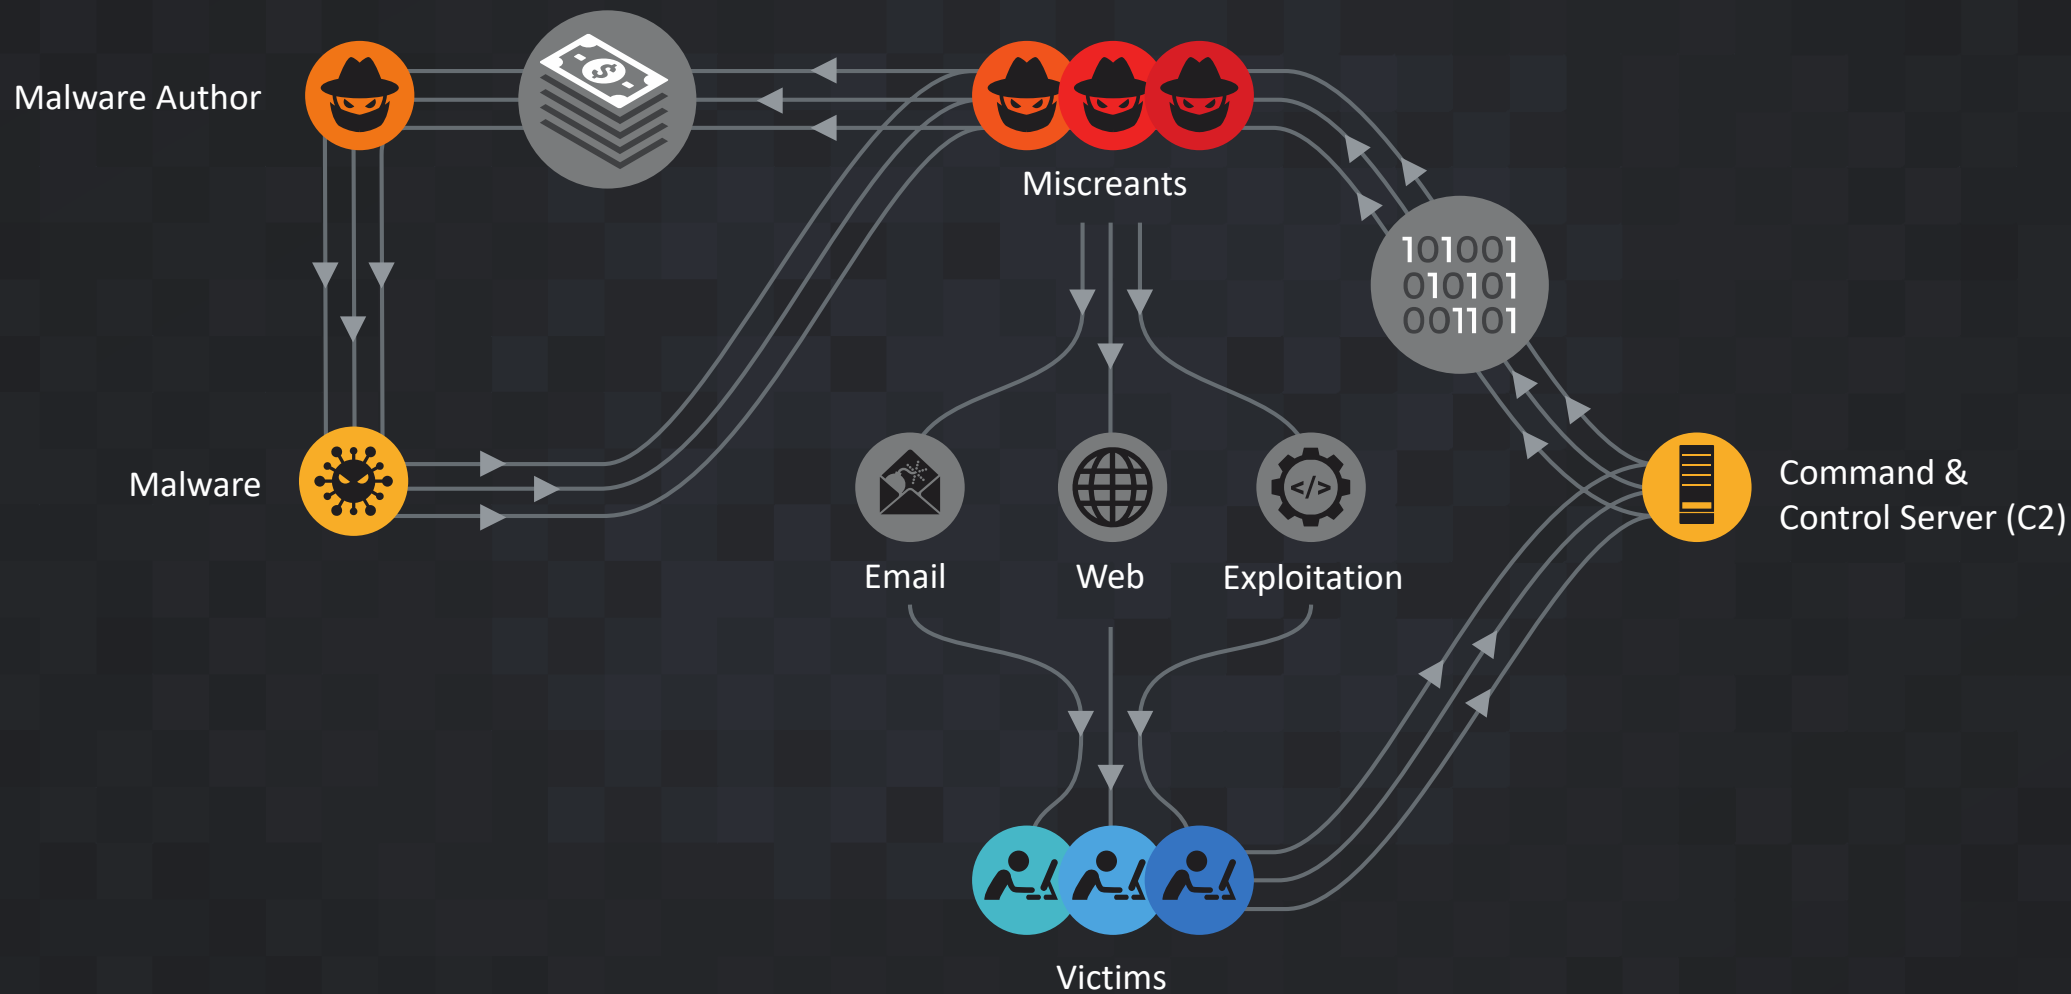 Malware Author
$
Miscreants
101001
010101
001101
Malware
</>
Command &
Control Server (C2)
Email
Web
Exploitation
Victims